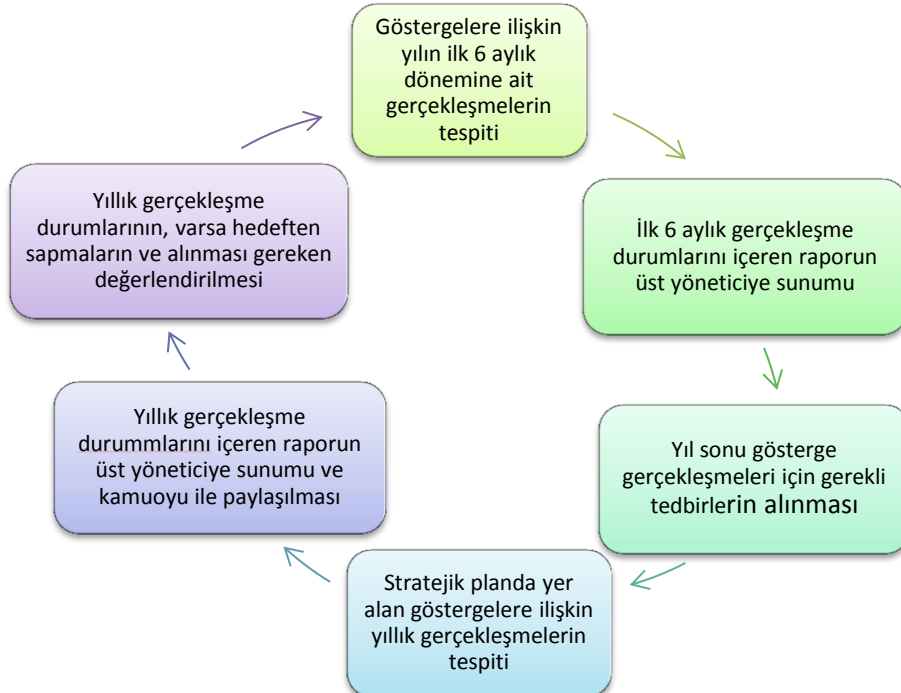 Göstergelere ilişkin
yılın ilk 6 aylık
dönemine ait
gerçekleşmelerin
tespiti
İlk 6 aylık gerçekleşme
durumlarını içeren raporun
üst yöneticiye sunumu
Yıl sonu gösterge
gerçekleşmeleri için gerekli
tedbirlerin alınması
Stratejik planda yer
alan göstergelere ilişkin
yıllık gerçekleşmelerin
tespiti
Yıllık gerçekleşme
durummlarını içeren raporun
üst yöneticiye sunumu ve
kamuoyu ile paylaşılması
Yıllık gerçekleşme
durumlarının, varsa hedeften
sapmaların ve alınması gereken
değerlendirilmesi